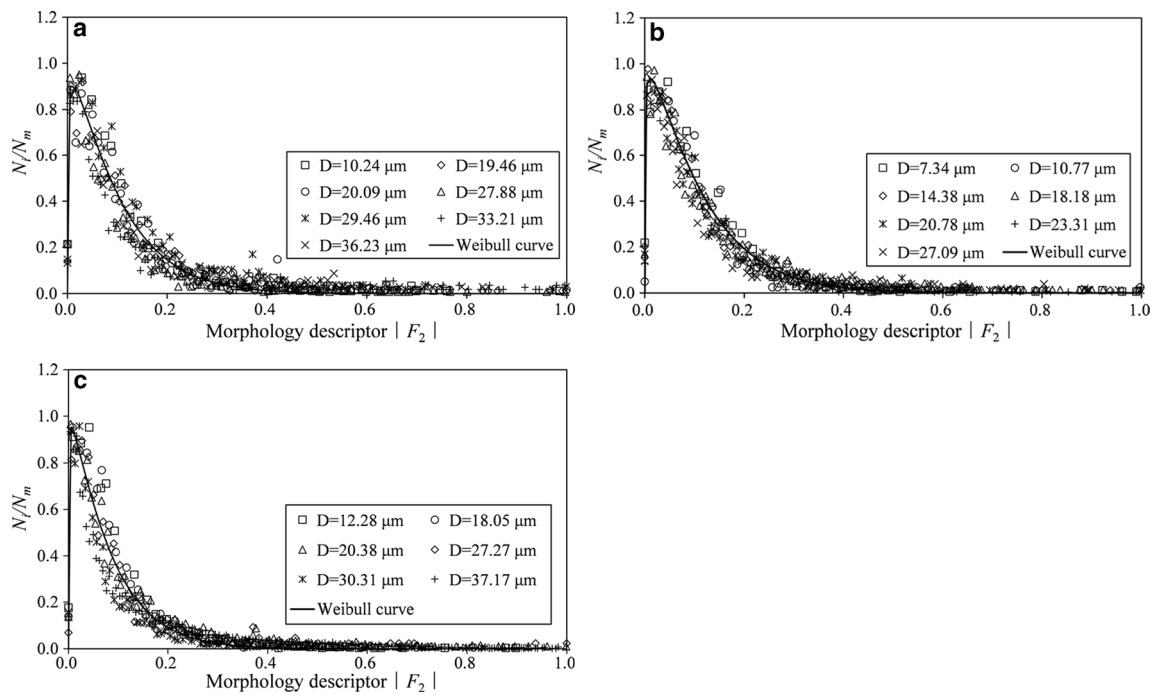 a
1.2
1.0
0.8
0.6
0.4
0.2
0.0
N_i/N_m
D=10.24 μm D=19.46 μm
D=20.09 μm D=27.88 μm
D=29.46 μm D=33.21 μm
D=36.23 μm Weibull curve
0.0 0.2 0.4 0.6 0.8 1.0
Morphology descriptor | F_2 |
b
1.2
1.0
0.8
0.6
0.4
0.2
0.0
N_i/N_m
D=7.34 μm D=10.77 μm
D=14.38 μm D=18.18 μm
D=20.78 μm D=23.31 μm
D=27.09 μm Weibull curve
0.0 0.2 0.4 0.6 0.8 1.0
Morphology descriptor | F_2 |
c
1.2
1.0
0.8
0.6
0.4
0.2
0.0
N_i/N_m
D=12.28 μm D=18.05 μm
D=20.38 μm D=27.27 μm
D=30.31 μm D=37.17 μm
Weibull curve
0.0 0.2 0.4 0.6 0.8 1.0
Morphology descriptor | F_2 |